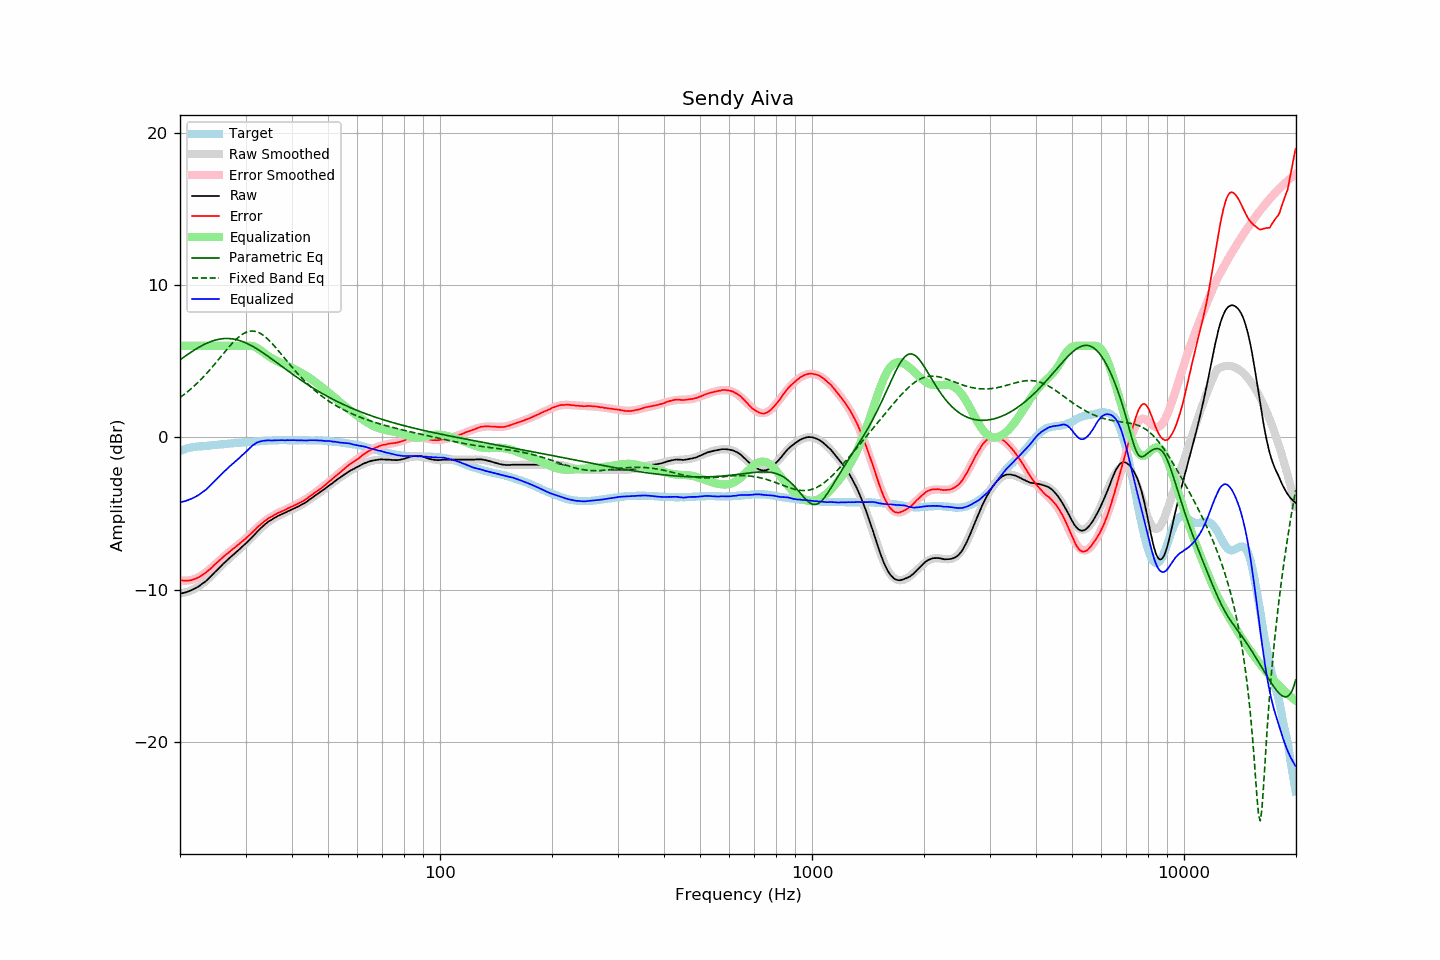 Sendy Aiva
Target
Raw Smoothed
Error Smoothed
Raw
Error
Equalization
Parametric Eq
Fixed Band Eq
Equalized
20
10
0
−10
−20
Amplitude (dBr)
100
1000
10000
Frequency (Hz)